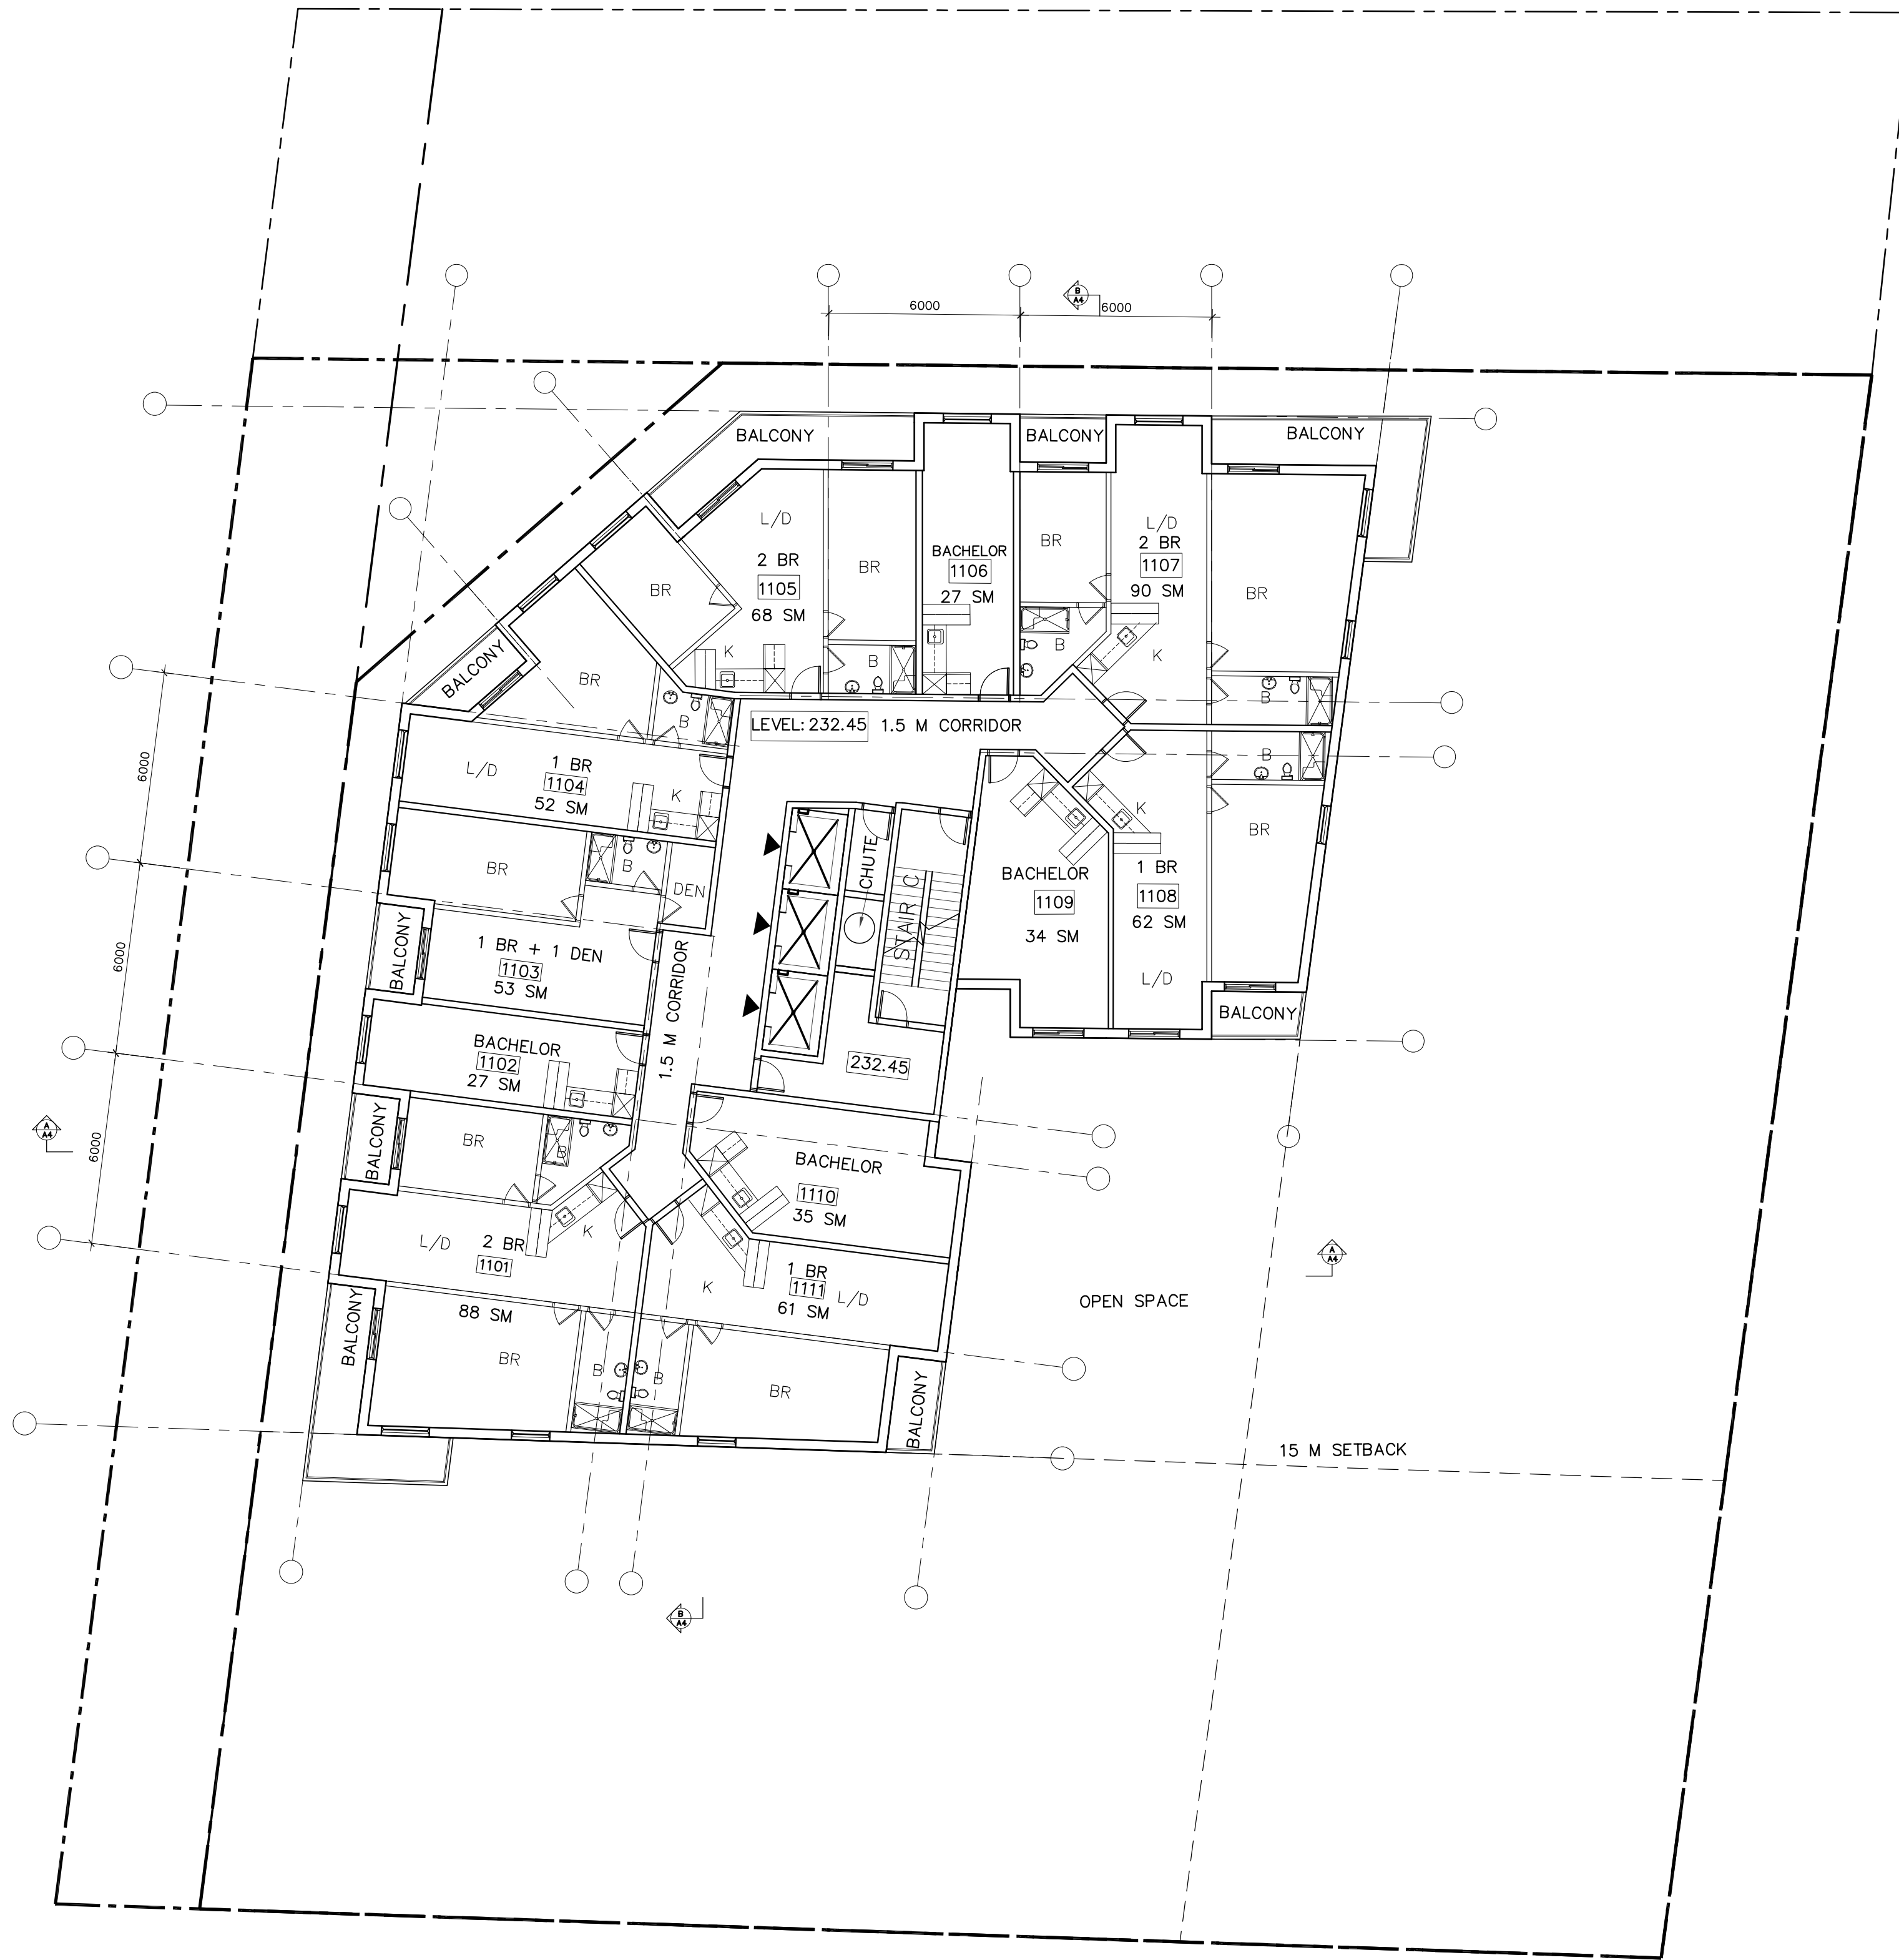 6000
B
A4
6000
BALCONY
BALCONY
BALCONY
L/D
2 BR
1105
68 SM
BR
BR
K
B
BACHELOR
1106
27 SM
BR
B
L/D
2 BR
1107
90 SM
K
BR
B
BALCONY
BR
B
LEVEL: 232.45
1.5 M CORRIDOR
L/D
1 BR
1104
52 SM
K
6000
BR
B
DEN
CHUTE
STAIR C
BACHELOR
1109
34 SM
K
1 BR
1108
62 SM
L/D
B
BR
BALCONY
6000
BALCONY
1 BR + 1 DEN
1103
53 SM
1.5 M CORRIDOR
BACHELOR
1102
27 SM
232.45
A
A4
6000
BALCONY
BR
B
BACHELOR
1110
35 SM
L/D
2 BR
1101
88 SM
K
K
1 BR
1111
61 SM
L/D
A
A4
OPEN SPACE
BALCONY
BR
B
B
BR
BALCONY
15 M SETBACK
B
A4